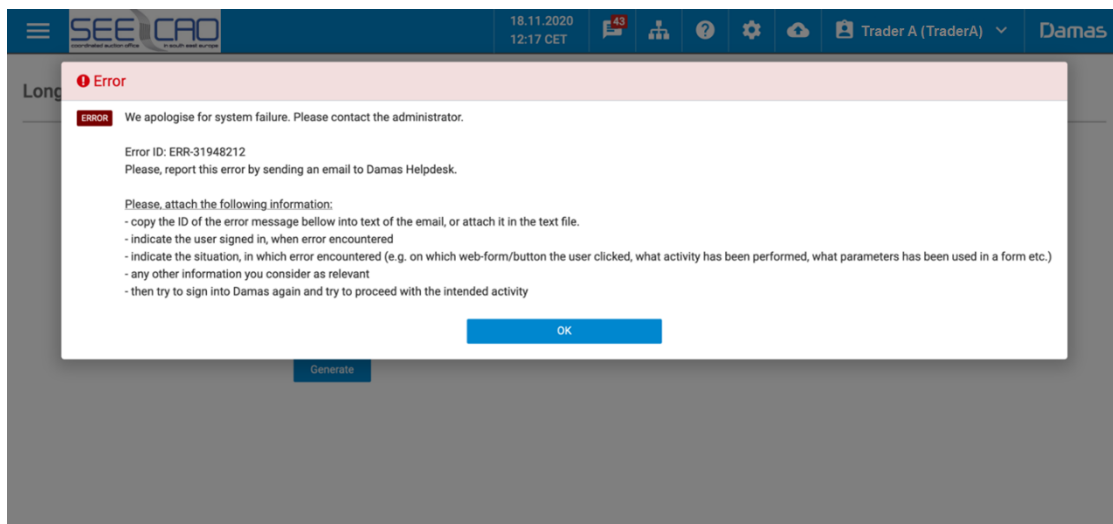 SEE CAO
coordinated auction office in south east europe
18.11.2020
12:17 CET
43
Trader A (TraderA)
Damas
Long
Error
ERROR We apologise for system failure. Please contact the administrator.
Error ID: ERR-31948212
Please, report this error by sending an email to Damas Helpdesk.
Please, attach the following information:
- copy the ID of the error message bellow into text of the email, or attach it in the text file.
- indicate the user signed in, when error encountered
- indicate the situation, in which error encountered (e.g. on which web-form/button the user clicked, what activity has been performed, what parameters has been used in a form etc.)
- any other information you consider as relevant
- then try to sign into Damas again and try to proceed with the intended activity
OK
Generate